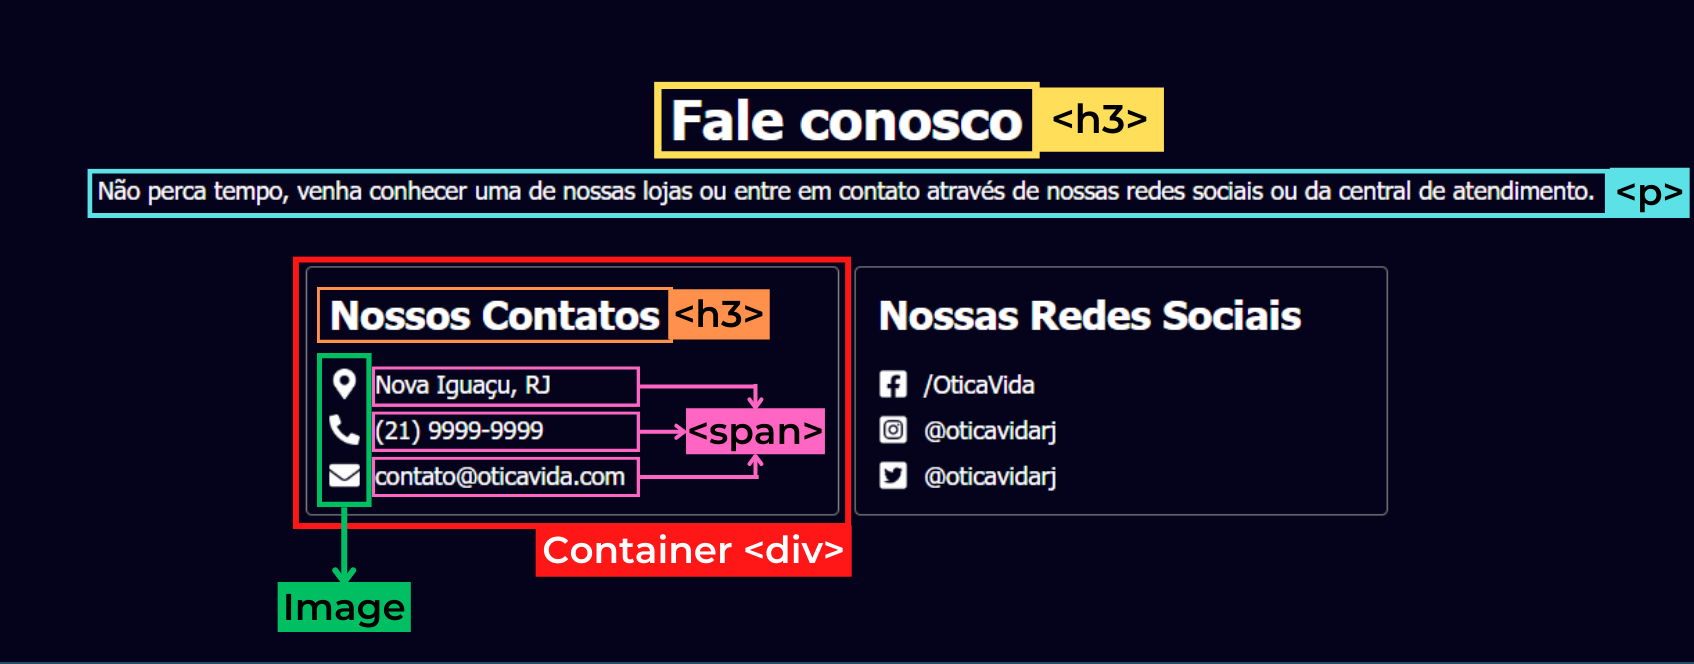 Fale conosco <h3>
Não perca tempo, venha conhecer uma de nossas lojas ou entre em contato através de nossas redes sociais ou da central de atendimento. <p>
Nossos Contatos <h3>
Nova Iguaçu, RJ
(21) 9999-9999 <span>
contato@oticavida.com
Container <div>
Image
Nossas Redes Sociais
/OticaVida
@oticavidarj
@oticavidarj